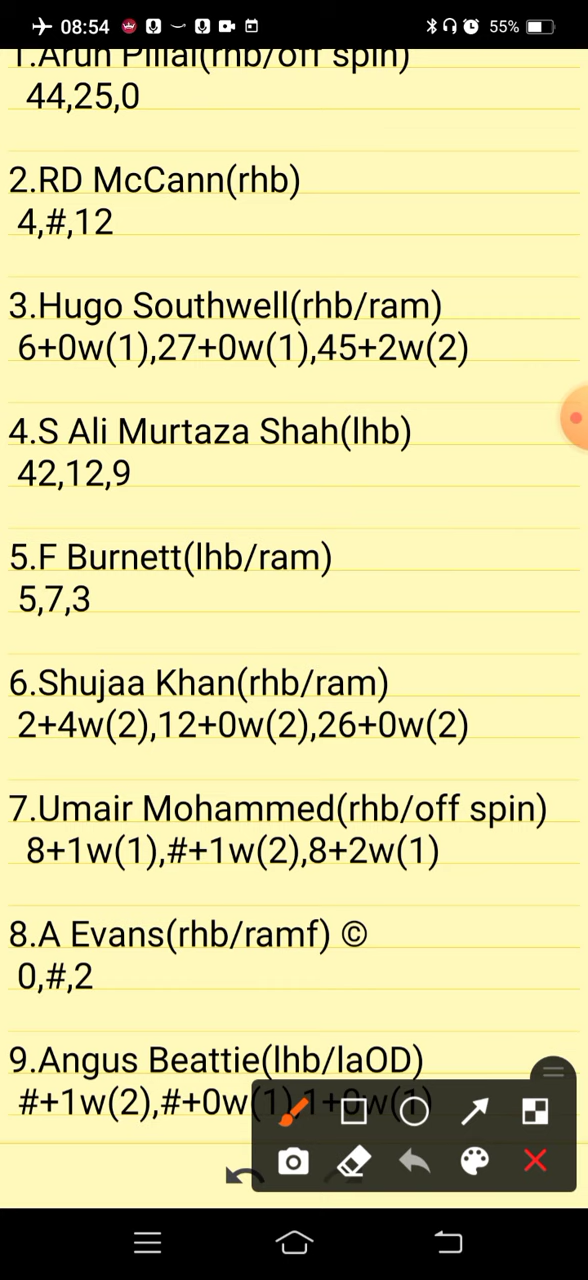 08:54 55%
1.Arun Pillai(rhb/off spin)
44,25,0
2.RD McCann(rhb)
4,#,12
3.Hugo Southwell(rhb/ram)
6+0w(1),27+0w(1),45+2w(2)
4.S Ali Murtaza Shah(lhb)
42,12,9
5.F Burnett(lhb/ram)
5,7,3
6.Shujaa Khan(rhb/ram)
2+4w(2),12+0w(2),26+0w(2)
7.Umair Mohammed(rhb/off spin)
8+1w(1),#+1w(2),8+2w(1)
8.A Evans(rhb/ramf) ©
0,#,2
9.Angus Beattie(lhb/laOD)
#+1w(2),#+0w(1),1+0w(1)